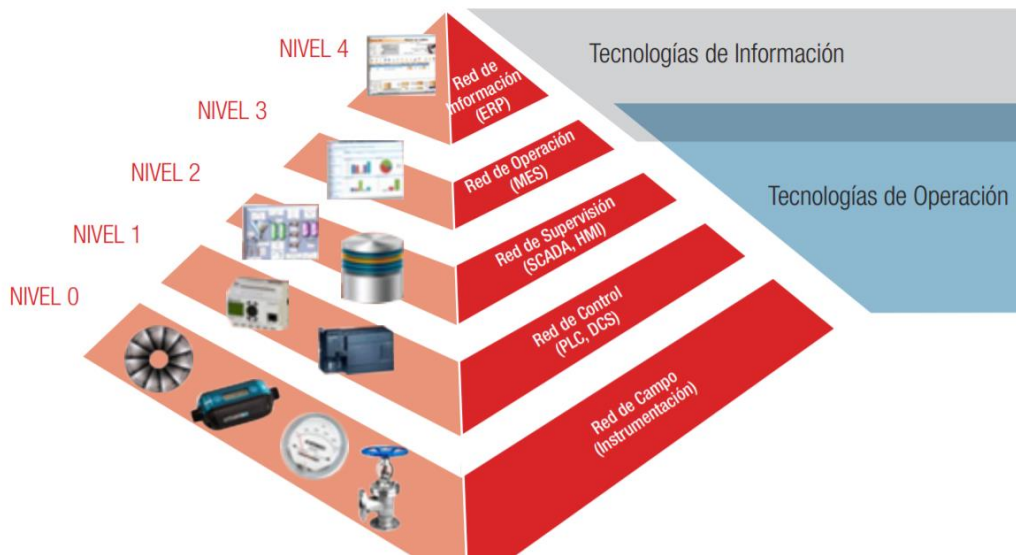 NIVEL 4
Red de
Información
(ERP)
Tecnologías de Información
NIVEL 3
Red de Operación
(MES)
NIVEL 2
Red de Supervisión
(SCADA, HMI)
Tecnologías de Operación
NIVEL 1
Red de Control
(PLC, DCS)
NIVEL 0
Red de Campo
(Instrumentación)